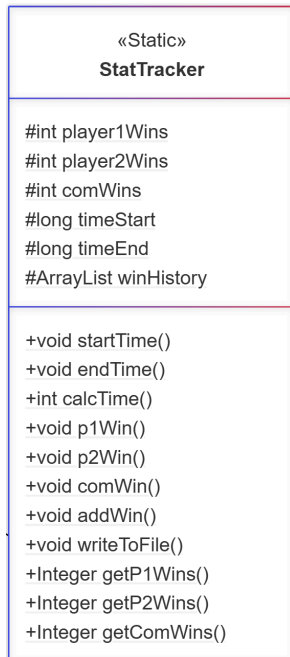 «Static»
StatTracker
#int player1Wins
#int player2Wins
#int comWins
#long timeStart
#long timeEnd
#ArrayList winHistory
+void startTime()
+void endTime()
+int calcTime()
+void p1Win()
+void p2Win()
+void comWin()
+void addWin()
+void writeToFile()
+Integer getP1Wins()
+Integer getP2Wins()
+Integer getComWins()